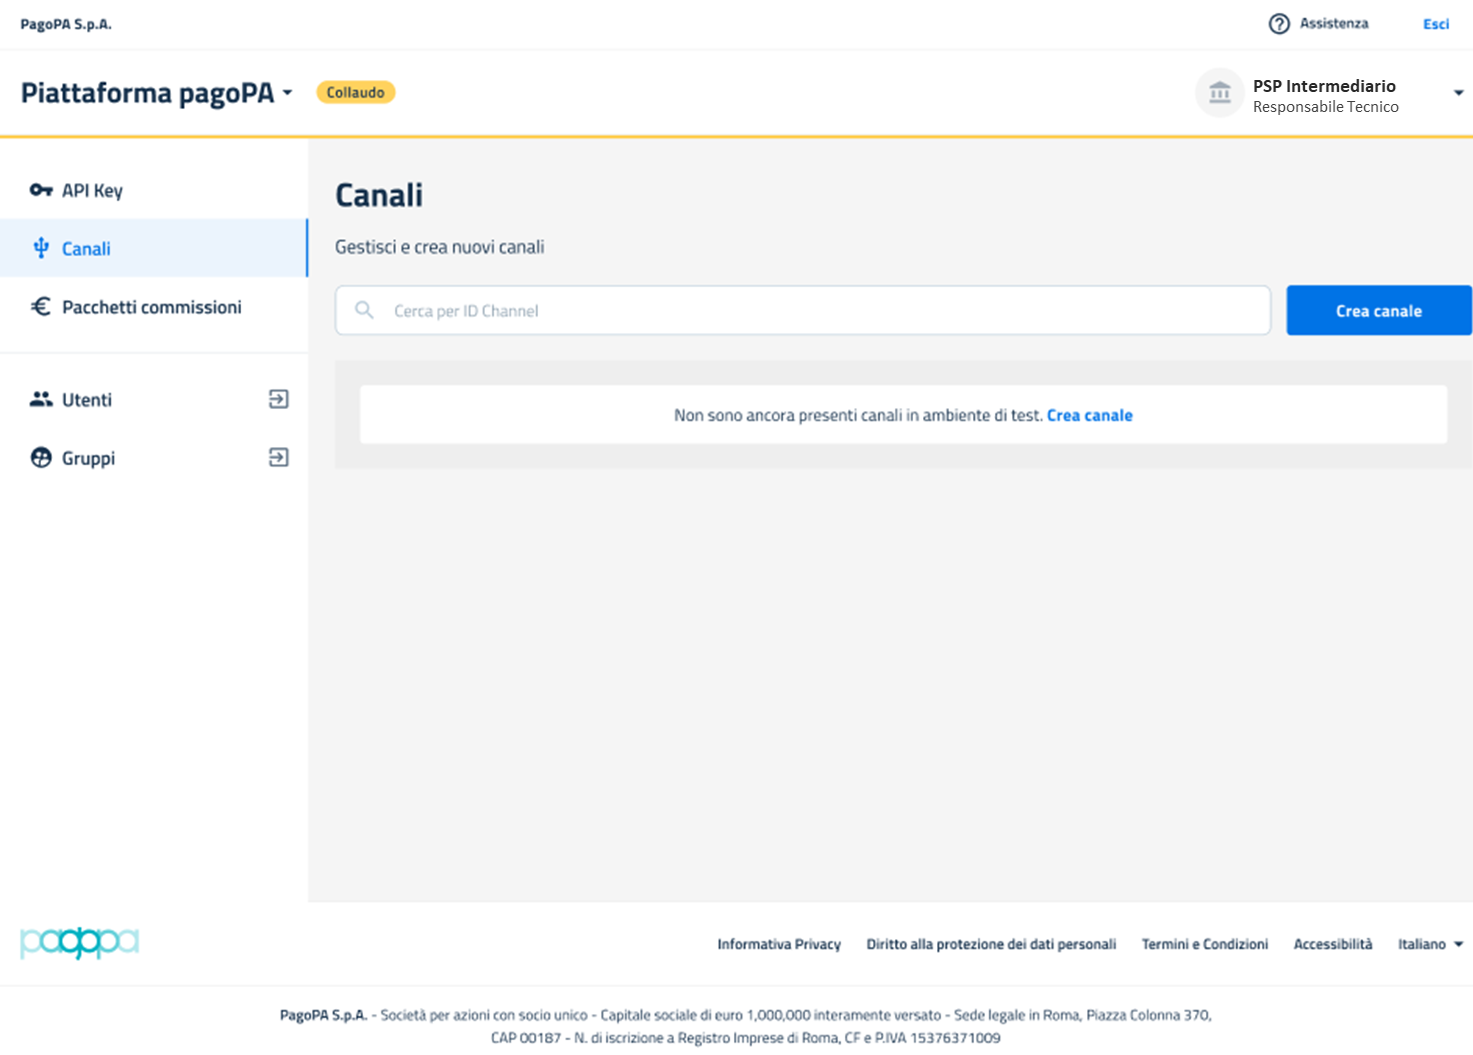 PagoPA S.p.A.
Assistenza
Esci
Piattaforma pagoPA
Collaudo
PSP Intermediario
Responsabile Tecnico
API Key
Canali
Pacchetti commissioni
Utenti
Gruppi
Canali
Gestisci e crea nuovi canali
Cerca per ID Channel
Crea canale
Non sono ancora presenti canali in ambiente di test. Crea canale
pagopa
Informativa Privacy
Diritto alla protezione dei dati personali
Termini e Condizioni
Accessibilità
Italiano
PagoPA S.p.A. - Società per azioni con socio unico - Capitale sociale di euro 1,000,000 interamente versato - Sede legale in Roma, Piazza Colonna 370,
CAP 00187 - N. di iscrizione a Registro Imprese di Roma, CF e P.IVA 15376371009